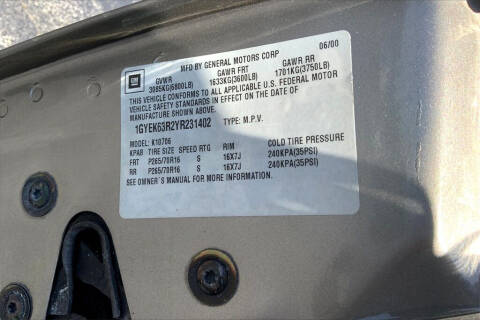 GM
MFD BY GENERAL MOTORS CORP 06/00
GVWR GAWR FRT GAWR RR
3085KG(6800LB) 1633KG(3600LB) 1701KG(3750LB)
THIS VEHICLE CONFORMS TO ALL APPLICABLE U.S. FEDERAL MOTOR
VEHICLE SAFETY STANDARDS IN EFFECT ON THE DATE OF
MANUFACTURE SHOWN ABOVE.
1GYEK63R2YR231402 TYPE: M.P.V.
MODEL: K10706
KPAB TIRE SIZE SPEED RTG RIM COLD TIRE PRESSURE
FRT P265/70R16 S 16X7J 240KPA(35PSI)
RR P265/70R16 S 16X7J 240KPA(35PSI)
SEE OWNER'S MANUAL FOR MORE INFORMATION.